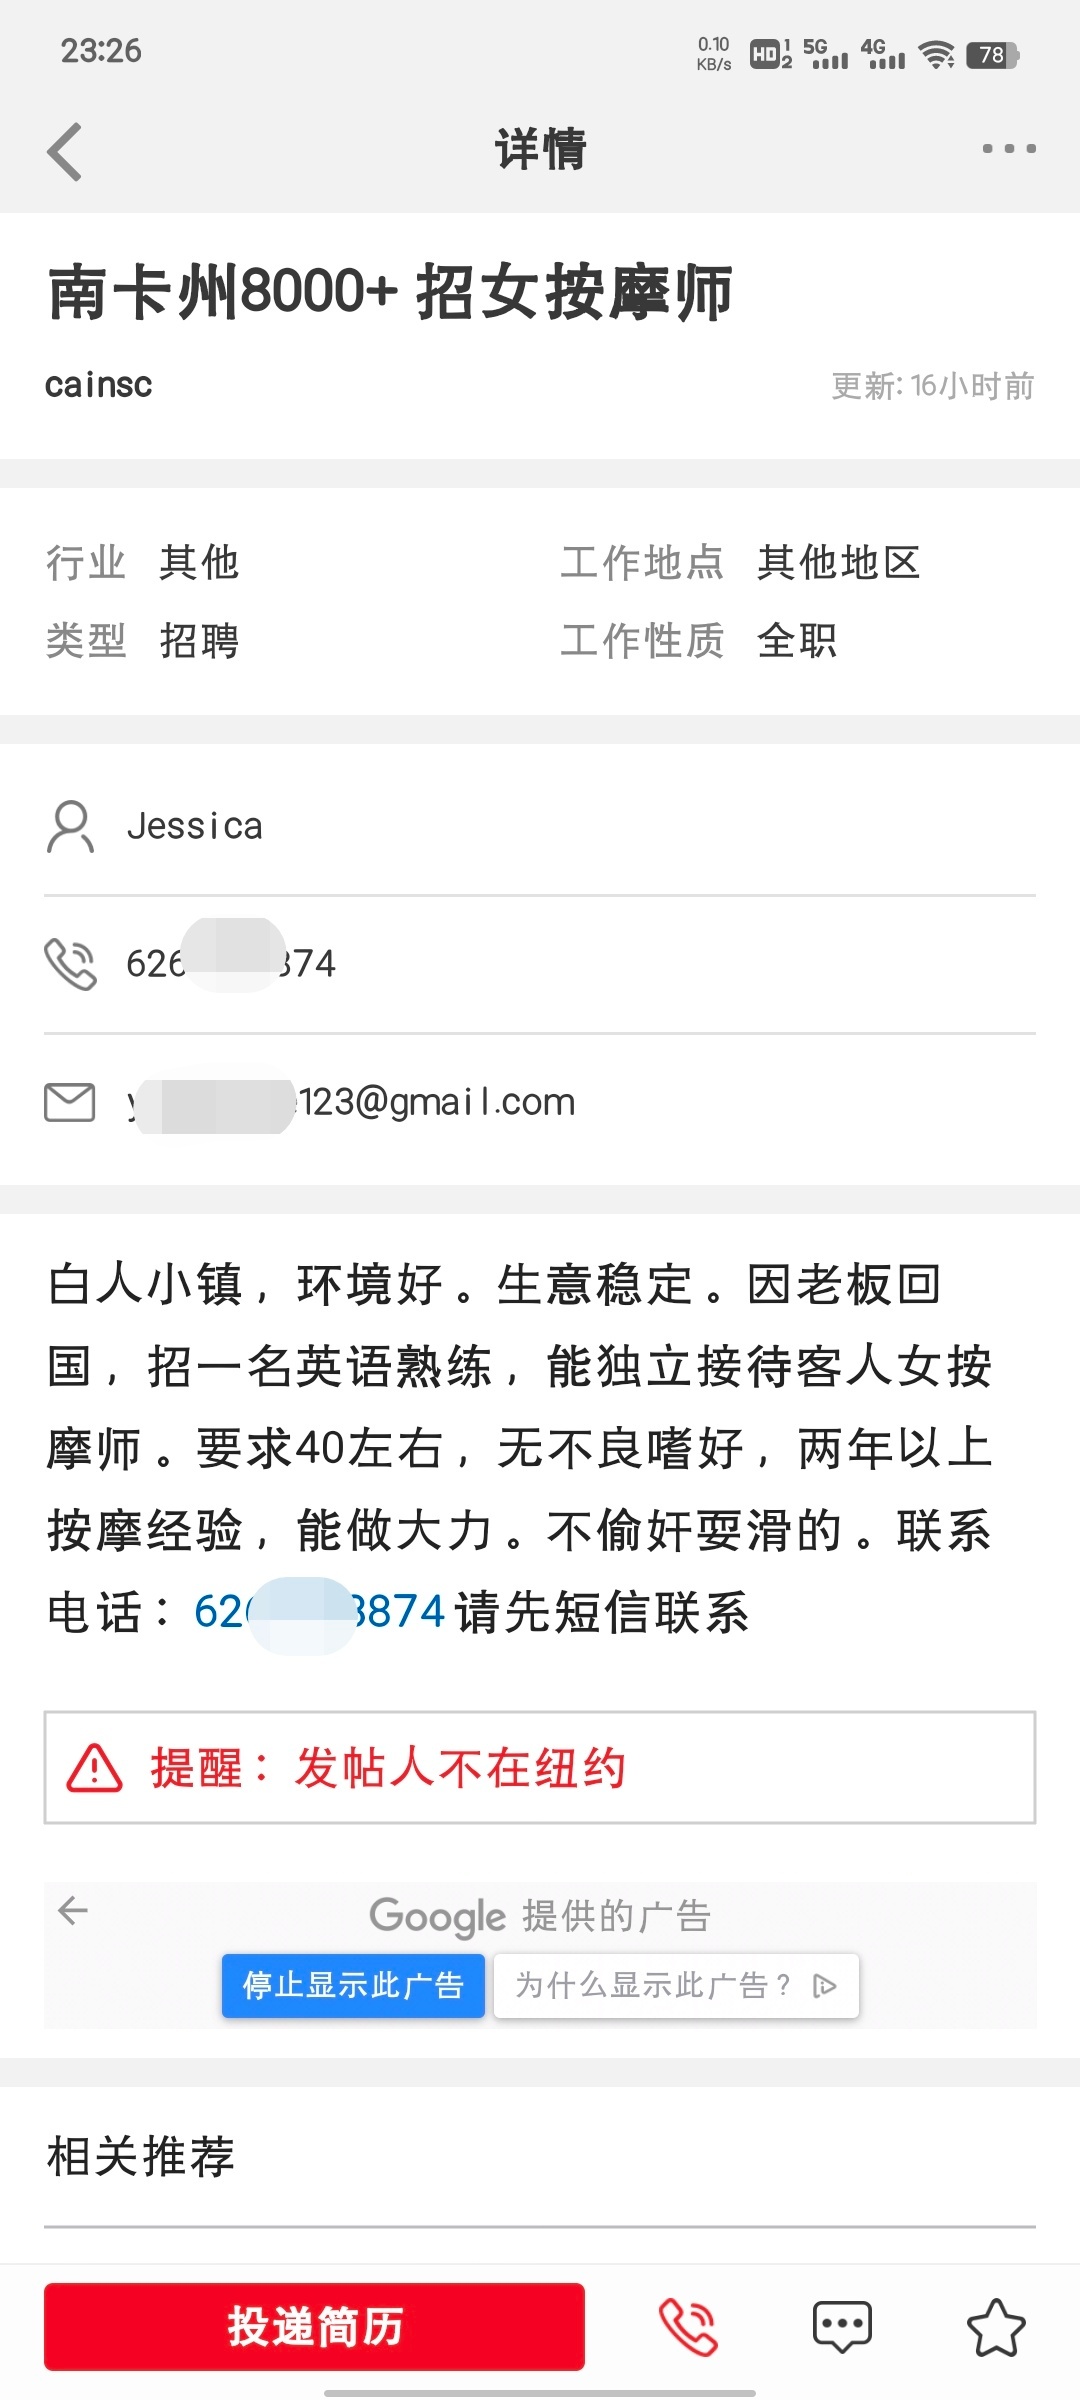 23:26
0.10 KB/s HD 1 2 5G 4G 78
详情
南卡州8000+ 招女按摩师
cainsc
更新: 16小时前
行业 其他 工作地点 其他地区
类型 招聘 工作性质 全职
Jessica
626 874
y e123@gmail.com
白人小镇，环境好。生意稳定。因老板回
国，招一名英语熟练，能独立接待客人女按
摩师。要求40左右，无不良嗜好，两年以上
按摩经验，能做大力。不偷奸耍滑的。联系
电话：626 8874请先短信联系
提醒：发帖人不在纽约
Google 提供的广告
停止显示此广告 为什么显示此广告？
相关推荐
投递简历